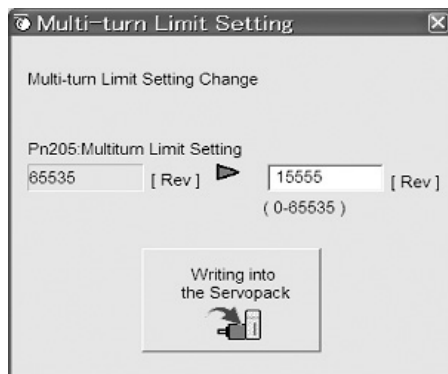 Multi-turn Limit Setting
Multi-turn Limit Setting Change
Pn205:Multiturn Limit Setting
65535 [ Rev ] 15555 [ Rev ]
( 0-65535 )
Writing into
the Servopack